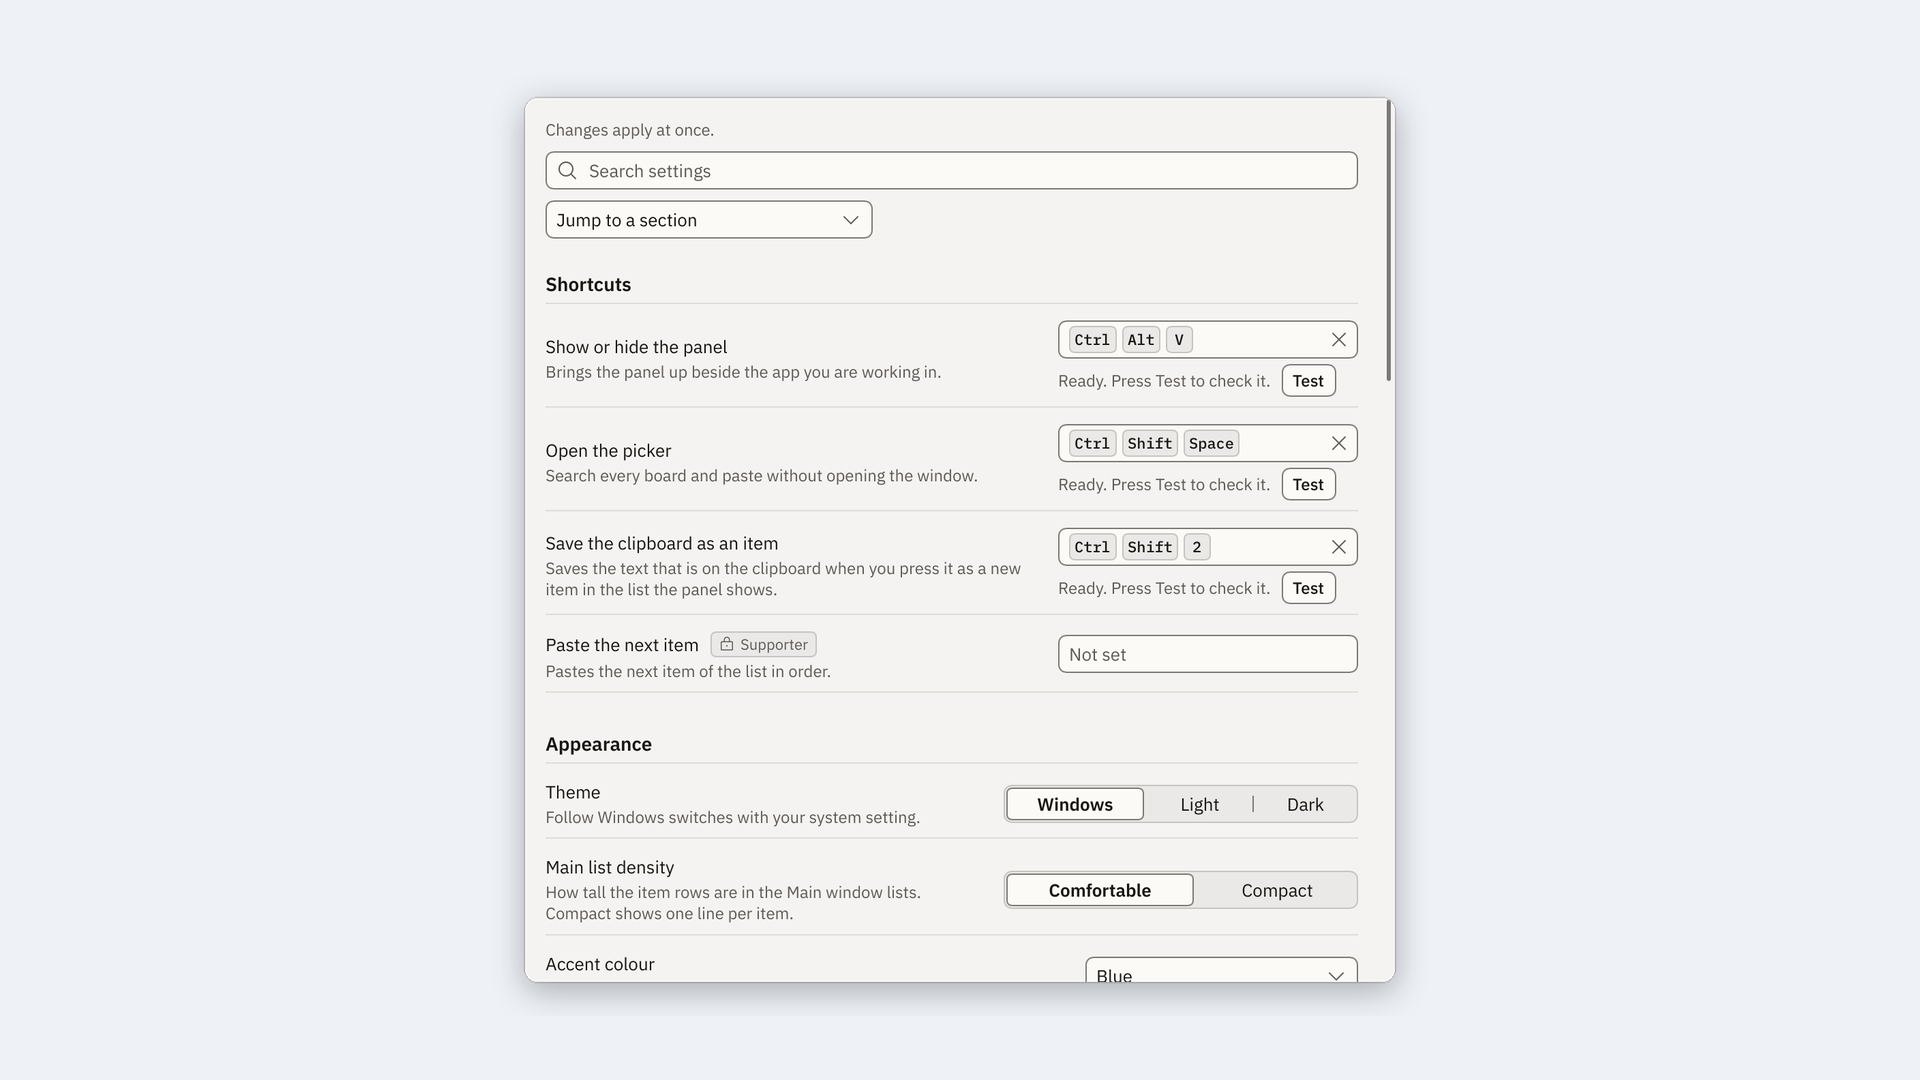 Changes apply at once.
Search settings
Jump to a section
Shortcuts
Show or hide the panel
Brings the panel up beside the app you are working in.
Ctrl Alt V
Ready. Press Test to check it. Test
Open the picker
Search every board and paste without opening the window.
Ctrl Shift Space
Ready. Press Test to check it. Test
Save the clipboard as an item
Saves the text that is on the clipboard when you press it as a new
item in the list the panel shows.
Ctrl Shift 2
Ready. Press Test to check it. Test
Paste the next item Supporter
Pastes the next item of the list in order.
Not set
Appearance
Theme
Follow Windows switches with your system setting.
Windows Light Dark
Main list density
How tall the item rows are in the Main window lists.
Compact shows one line per item.
Comfortable Compact
Accent colour
Blue